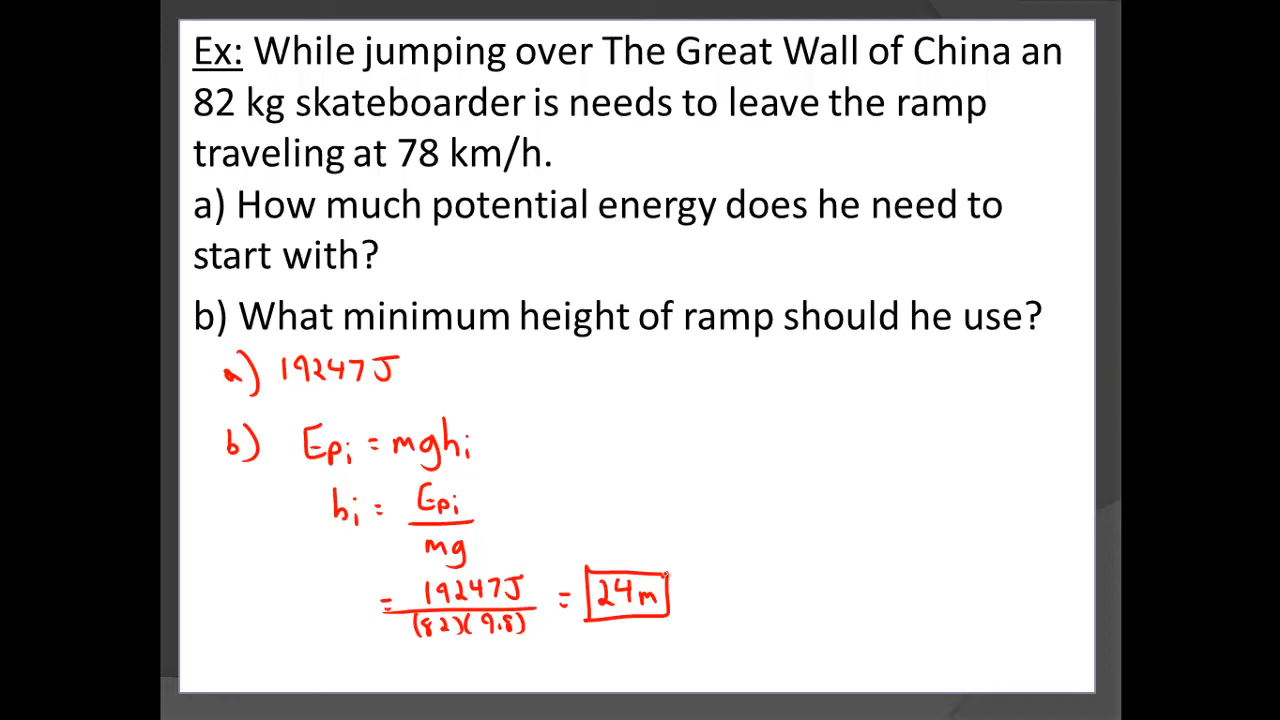 Ex: While jumping over The Great Wall of China an
82 kg skateboarder is needs to leave the ramp
traveling at 78 km/h.
a) How much potential energy does he need to
start with?
b) What minimum height of ramp should he use?
a) 19247J
b) Epi = mghi
hi = Epi
mg
= 19247J = 24m
(82)(9.8)